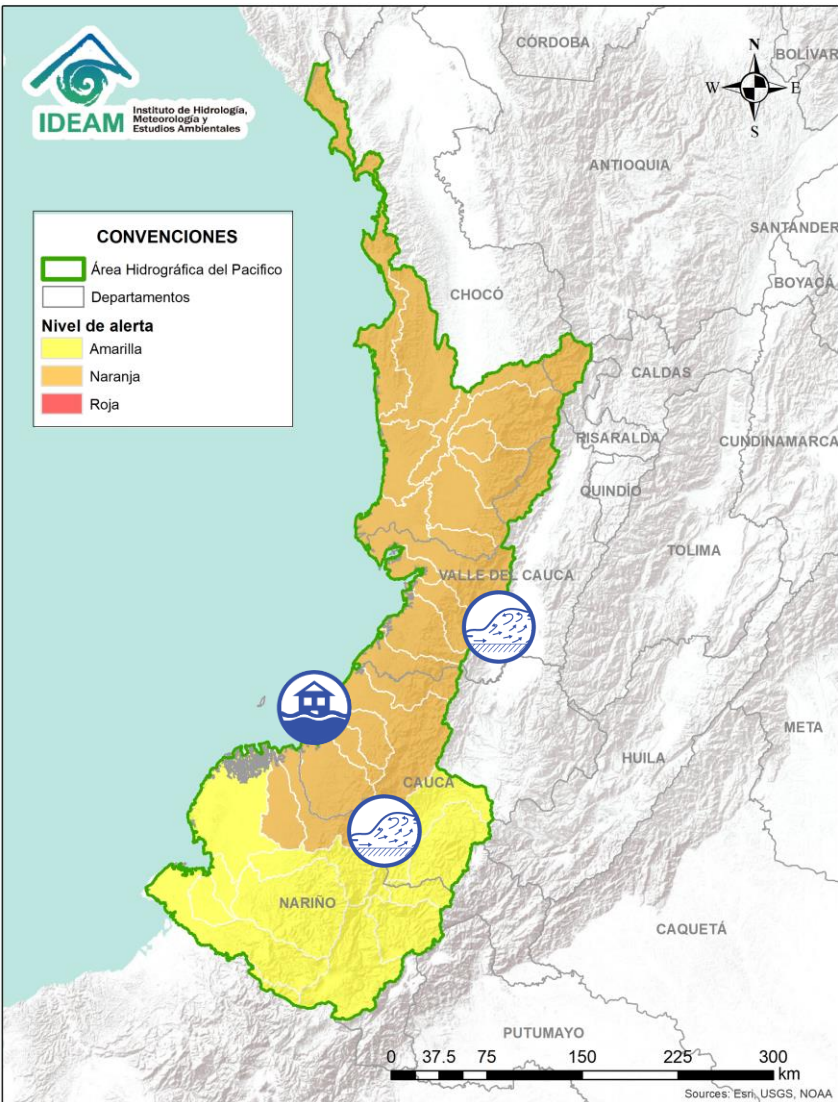 IDEAM
Instituto de Hidrología,
Meteorología y
Estudios Ambientales
N
W
E
S
CONVENCIONES
Área Hidrográfica del Pacifico
Departamentos
Nivel de alerta
Amarilla
Naranja
Roja
CÓRDOBA
BOLÍVAR
ANTIOQUIA
SANTANDER
BOYACÁ
CHOCÓ
CALDAS
RISARALDA
CUNDINAMARCA
QUINDÍO
TOLIMA
VALLE DEL CAUCA
META
HUILA
CAUCA
NARIÑO
CAQUETÁ
PUTUMAYO
0 37.5 75 150 225 300
km
Sources: Esri, USGS, NOAA